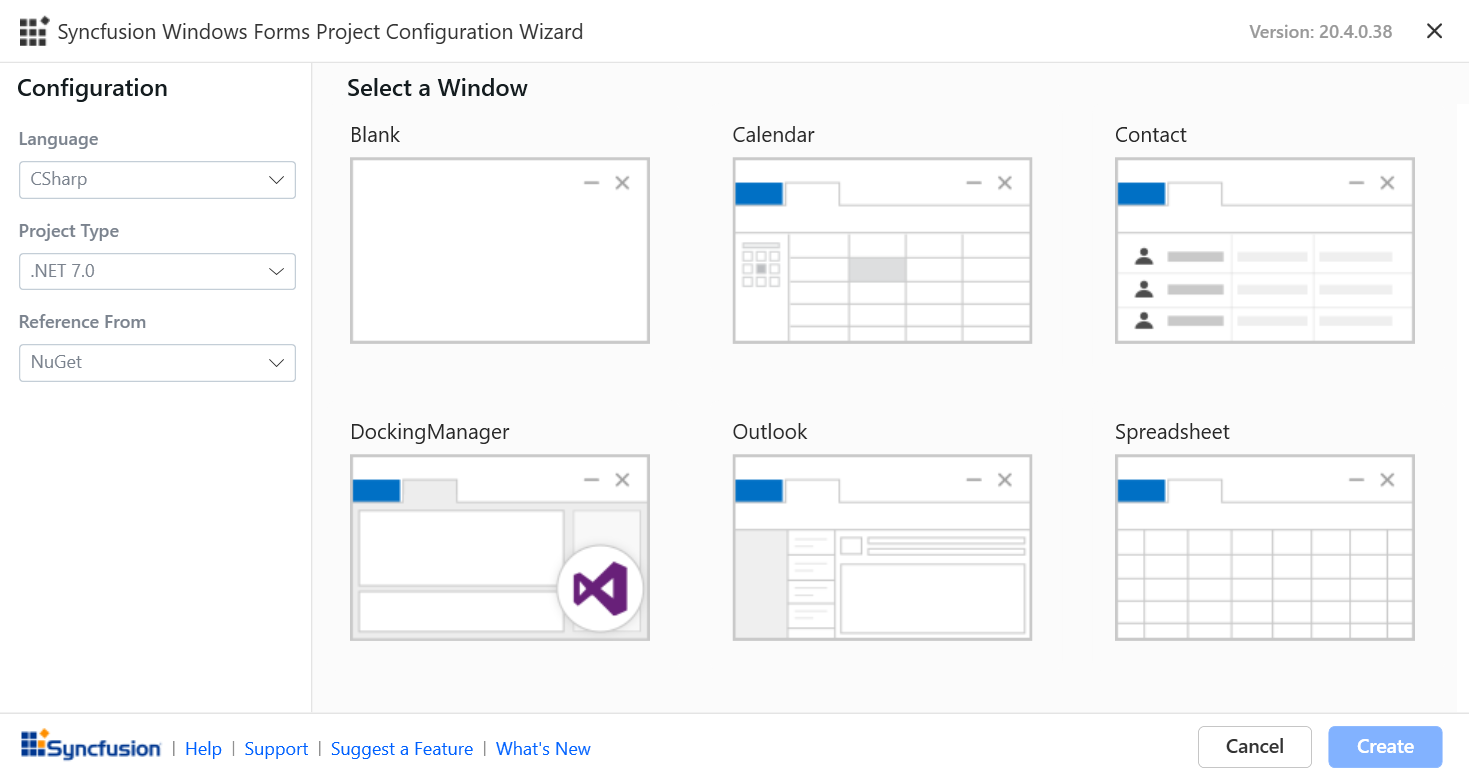 Syncfusion Windows Forms Project Configuration Wizard
Version: 20.4.0.38
Configuration
Language
CSharp
Project Type
.NET 7.0
Reference From
NuGet
Select a Window
Blank
Calendar
Contact
DockingManager
Outlook
Spreadsheet
Syncfusion | Help | Support | Suggest a Feature | What's New
Cancel
Create